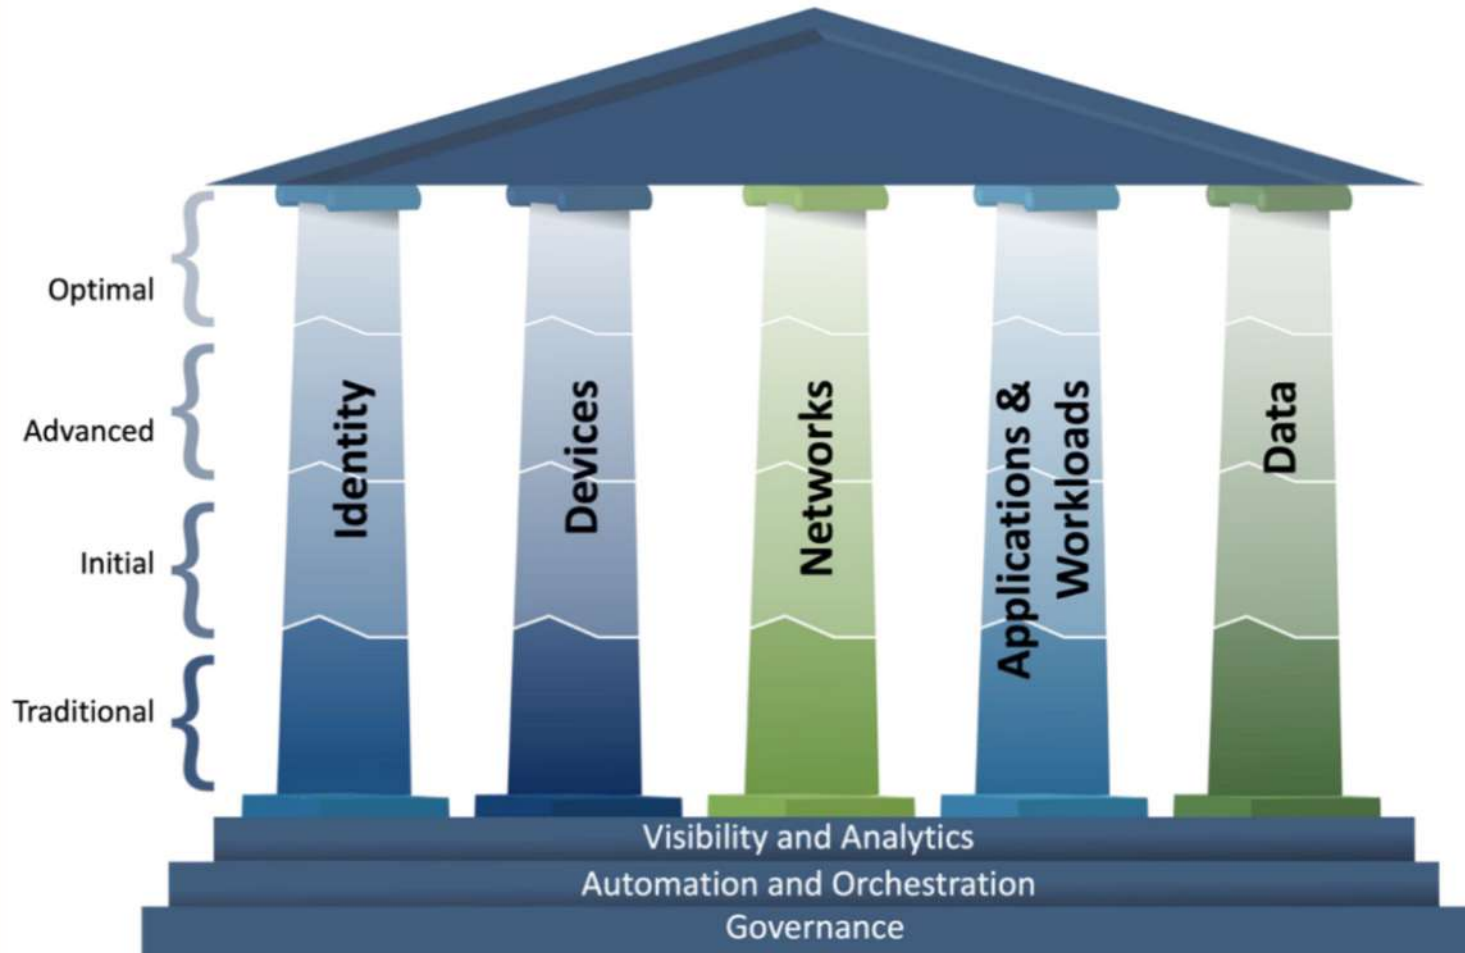 Optimal
Advanced
Initial
Traditional
Identity
Devices
Networks
Applications &
Workloads
Data
Visibility and Analytics
Automation and Orchestration
Governance